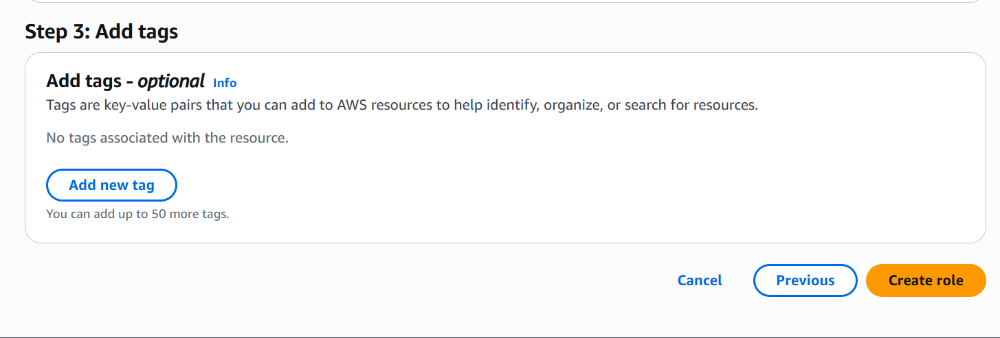 Step 3: Add tags
Add tags - optional Info
Tags are key-value pairs that you can add to AWS resources to help identify, organize, or search for resources.
No tags associated with the resource.
Add new tag
You can add up to 50 more tags.
Cancel Previous Create role